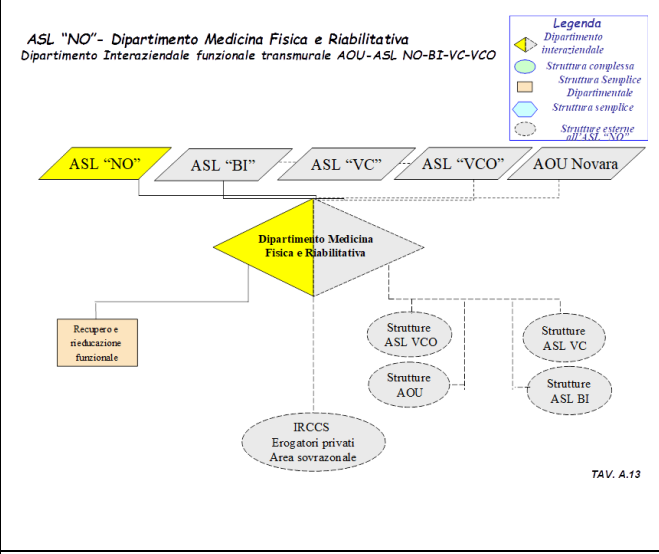 ASL “NO”- Dipartimento Medicina Fisica e Riabilitativa
Dipartimento Interaziendale funzionale transmurale AOU-ASL NO-BI-VC-VCO
Legenda
Dipartimento
interaziendale
Struttura complessa
Struttura Semplice
Dipartimentale
Struttura semplice
Strutture esterne
all’ASL “NO”
ASL “NO”
ASL “BI”
ASL “VC”
ASL “VCO”
AOU Novara
Dipartimento Medicina
Fisica e Riabilitativa
Recupero e
rieducazione
funzionale
Strutture
ASL VCO
Strutture
ASL VC
Strutture
AOU
Strutture
ASL BI
IRCCS
Erogatori privati
Area sovrazonale
TAV. A.13